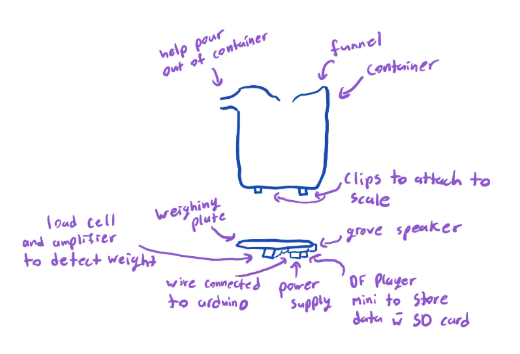 help pour
out of container
funnel
container
clips to attach to
scale
weighing
plate
load cell
and amplifier
to detect weight
grove speaker
wire connected
to arduino
power
supply
DF Player
mini to store
data w̄ SD card